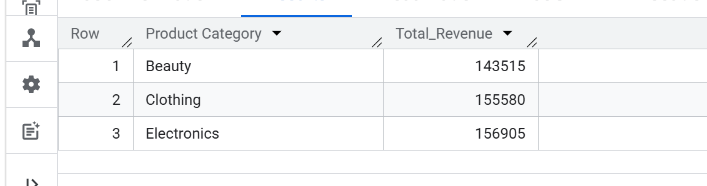 Row Product Category Total_Revenue
1 Beauty 143515
2 Clothing 155580
3 Electronics 156905